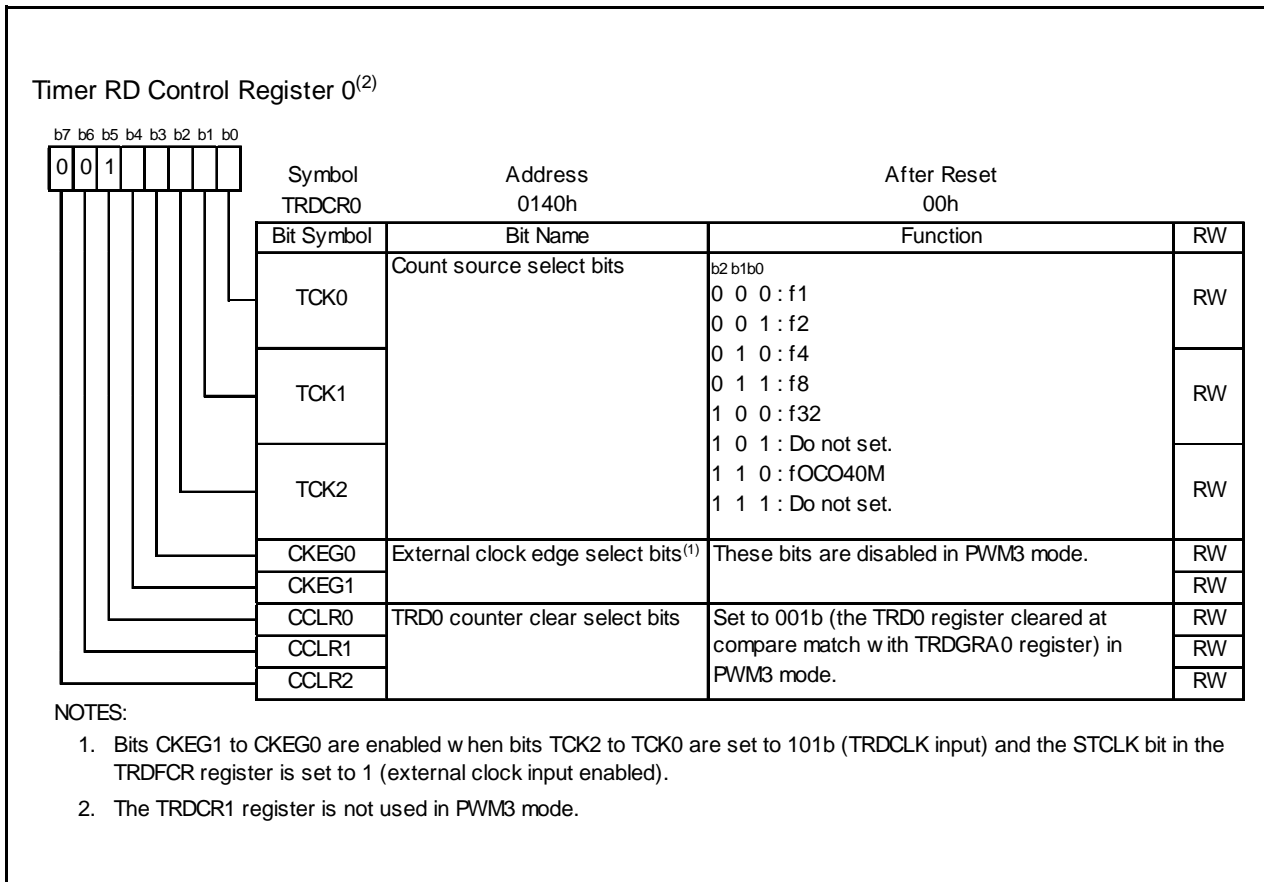 Timer RD Control Register 0(2)
b7 b6 b5 b4 b3 b2 b1 b0
0 0 1
Symbol Address After Reset
TRDCR0 0140h 00h
Bit Symbol Bit Name Function RW
TCK0 Count source select bits b2 b1b0
0 0 0 : f1 RW
0 0 1 : f2
0 1 0 : f4
TCK1 0 1 1 : f8 RW
1 0 0 : f32
1 0 1 : Do not set.
TCK2 1 1 0 : fOCO40M RW
1 1 1 : Do not set.
CKEG0 External clock edge select bits(1) These bits are disabled in PWM3 mode. RW
CKEG1 RW
CCLR0 TRD0 counter clear select bits Set to 001b (the TRD0 register cleared at RW
CCLR1 compare match with TRDGRA0 register) in RW
CCLR2 PWM3 mode. RW
NOTES:
1. Bits CKEG1 to CKEG0 are enabled when bits TCK2 to TCK0 are set to 101b (TRDCLK input) and the STCLK bit in the
TRDFCR register is set to 1 (external clock input enabled).
2. The TRDCR1 register is not used in PWM3 mode.